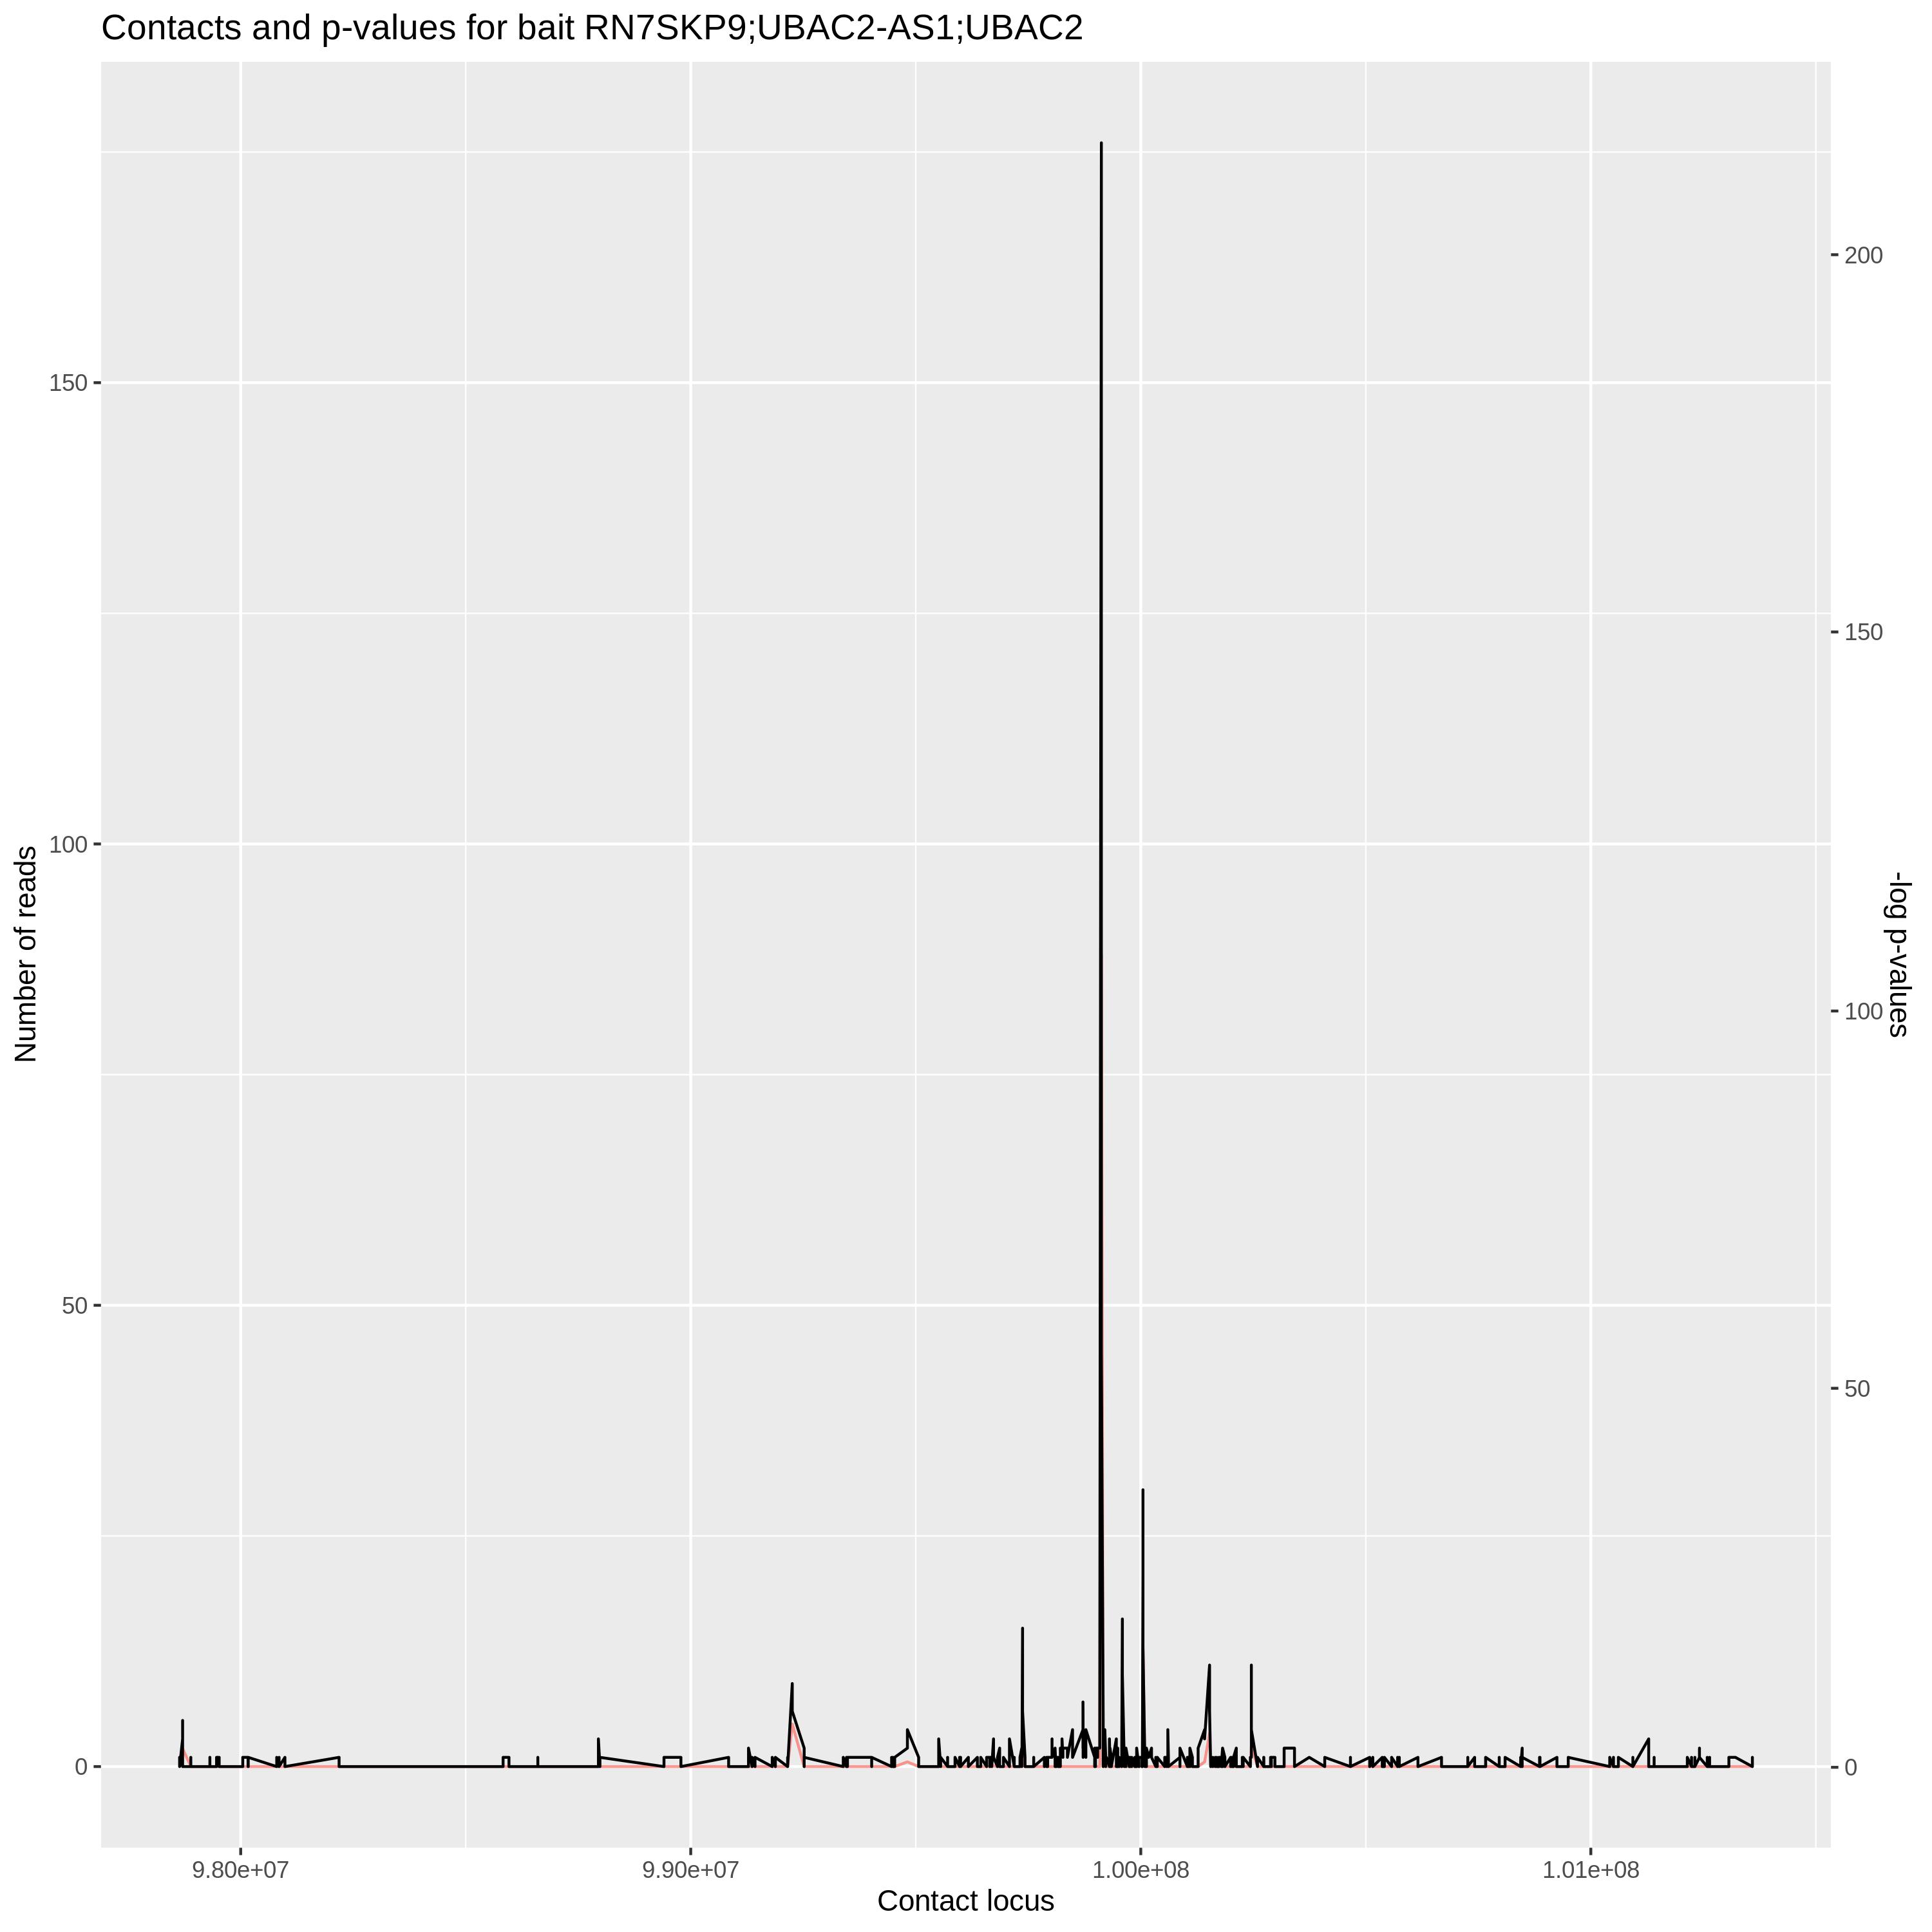 Contacts and p-values for bait RN7SKP9;UBAC2-AS1;UBAC2
Number of reads
150
100
50
0
200
150
100
50
0
-log p-values
9.80e+07
9.90e+07
1.00e+08
1.01e+08
Contact locus